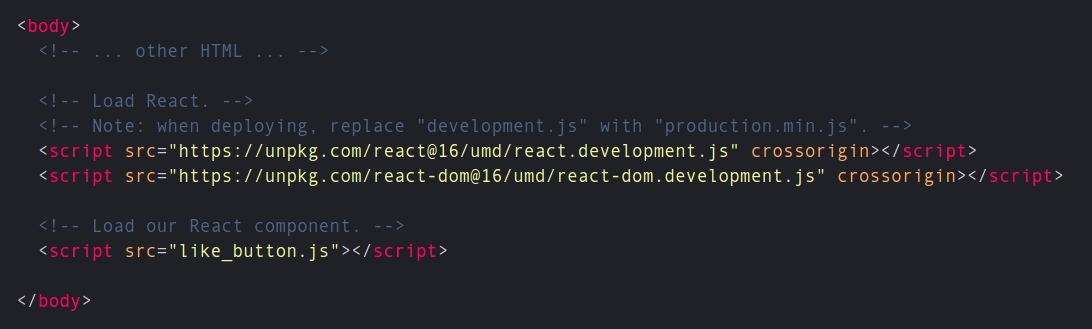 <body>
<!-- ... other HTML ... -->
<!-- Load React. -->
<!-- Note: when deploying, replace "development.js" with "production.min.js". -->
<script src="https://unpkg.com/react@16/umd/react.development.js" crossorigin></script>
<script src="https://unpkg.com/react-dom@16/umd/react-dom.development.js" crossorigin></script>
<!-- Load our React component. -->
<script src="like_button.js"></script>
</body>